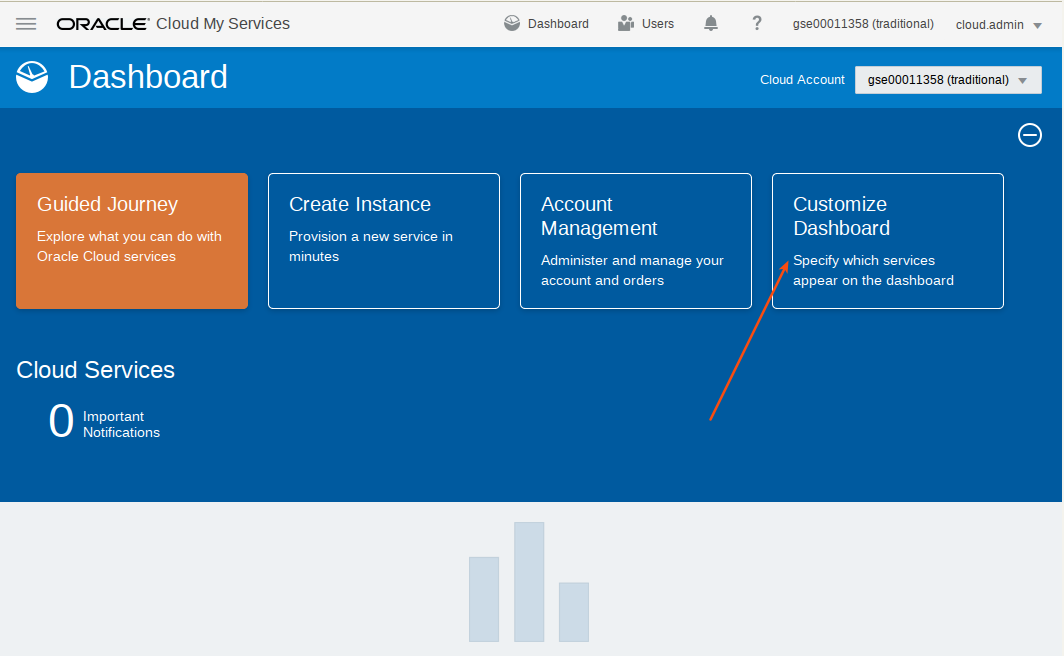 ORACLE Cloud My Services Dashboard Users ? gse00011358 (traditional) cloud.admin
Dashboard Cloud Account gse00011358 (traditional)
Guided Journey
Explore what you can do with
Oracle Cloud services
Create Instance
Provision a new service in
minutes
Account
Management
Administer and manage your
account and orders
Customize
Dashboard
Specify which services
appear on the dashboard
Cloud Services
0 Important
Notifications